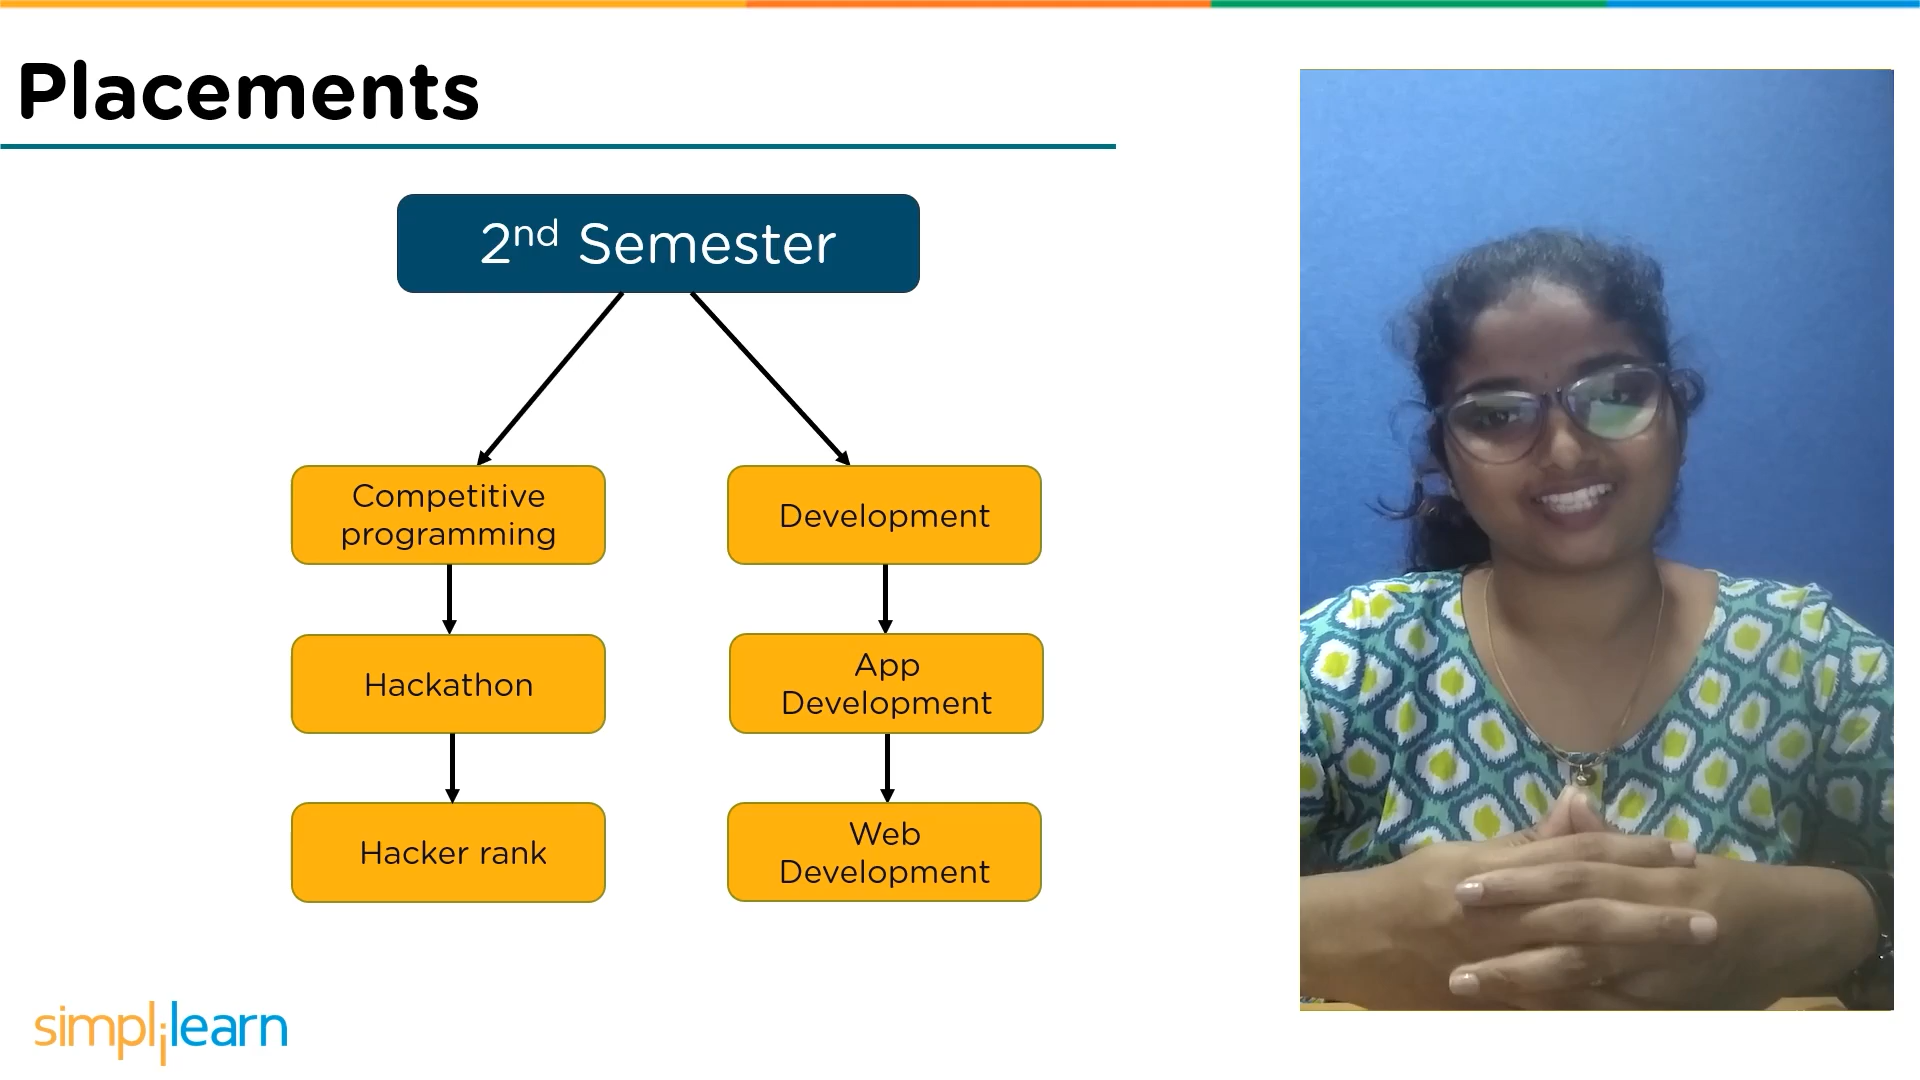 Placements
2nd Semester
Competitive
programming
Development
Hackathon
App
Development
Hacker rank
Web
Development
simplilearn